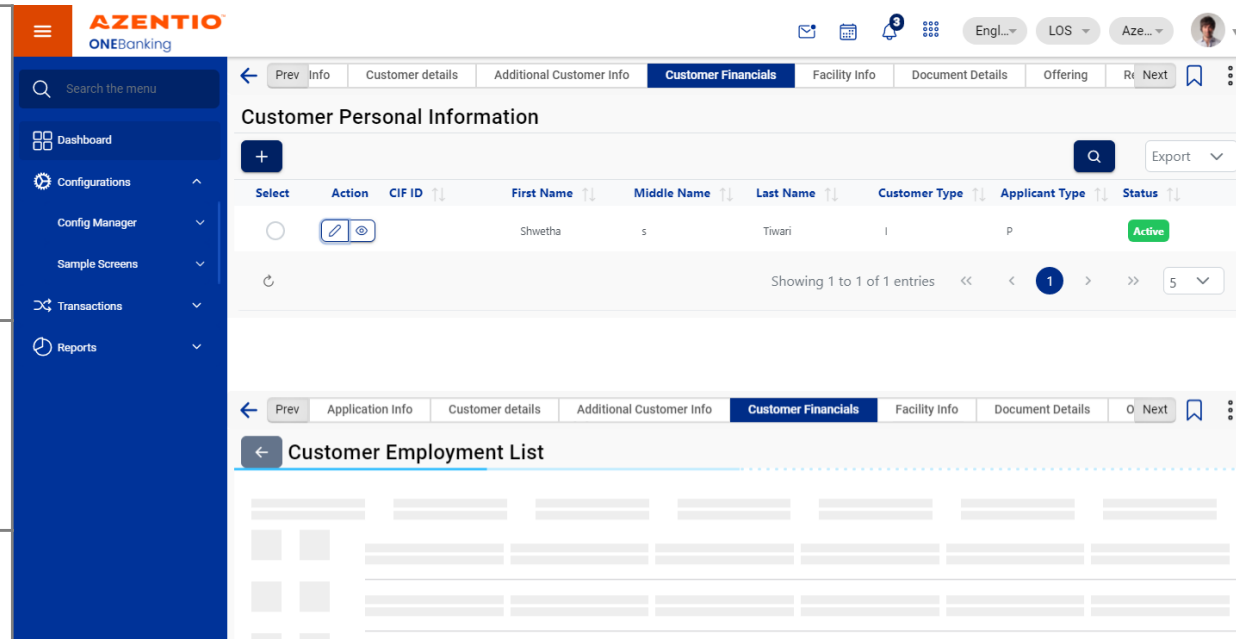 AZENTIO
ONEBanking
3
Engl...
LOS
Aze...
Search the menu
Dashboard
Configurations
Config Manager
Sample Screens
Transactions
Reports
Prev Info Customer details Additional Customer Info Customer Financials Facility Info Document Details Offering Re Next
Customer Personal Information
+
Export
Select Action CIF ID First Name Middle Name Last Name Customer Type Applicant Type Status
Shwetha s Tiwari I P Active
Showing 1 to 1 of 1 entries << < 1 > >> 5
Prev Application Info Customer details Additional Customer Info Customer Financials Facility Info Document Details O Next
Customer Employment List